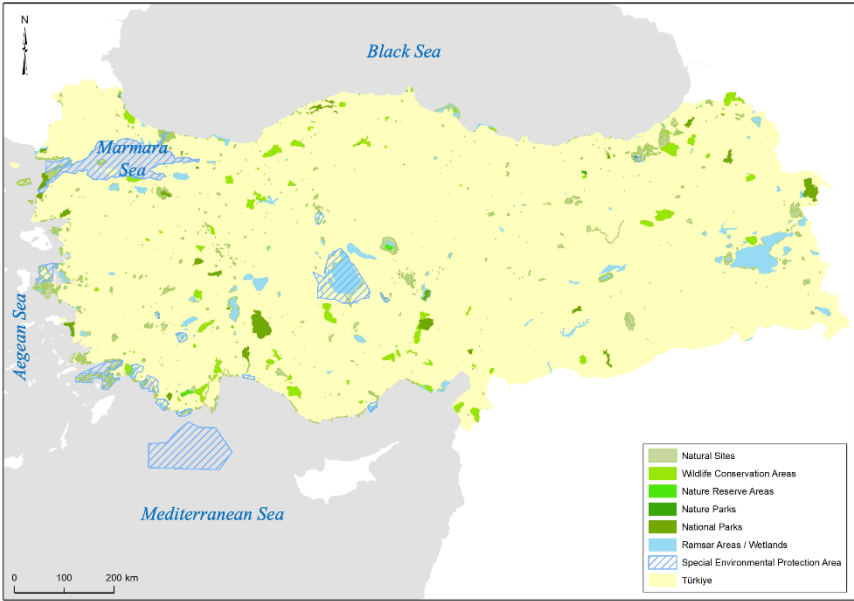 N
Black Sea
Marmara
Sea
Aegean Sea
Mediterranean Sea
Natural Sites
Wildlife Conservation Areas
Nature Reserve Areas
Nature Parks
National Parks
Ramsar Areas / Wetlands
Special Environmental Protection Area
Türkiye
0 100 200 km